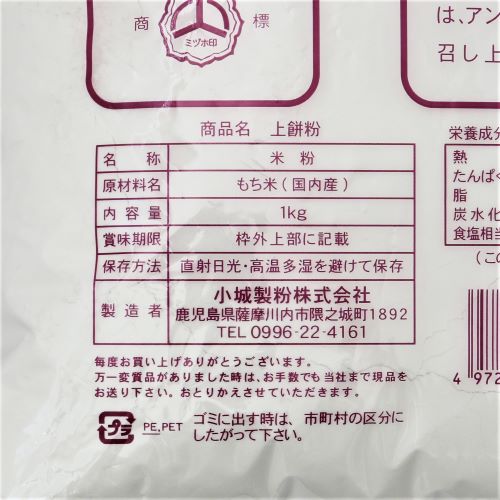 商 標
ミヅホ印
は、アン
召し上
商品名 上餅粉
名 称 米 粉
原材料名 もち米(国内産)
内容量 1kg
賞味期限 枠外上部に記載
保存方法 直射日光・高温多湿を避けて保存
製造者 小城製粉株式会社
鹿児島県薩摩川内市隈之城町1892
TEL 0996-22-4161
栄養成分
熱
たんぱく
脂
炭水化
食塩相当
(この
毎度お買い上げありがとうございます。
万一変質品がありました時は、お手数でも当社まで現品を
お送り下さい。おとりかえさせていただきます。
プラ PE,PET ゴミに出す時は、市町村の区分に
したがって下さい。
4 972